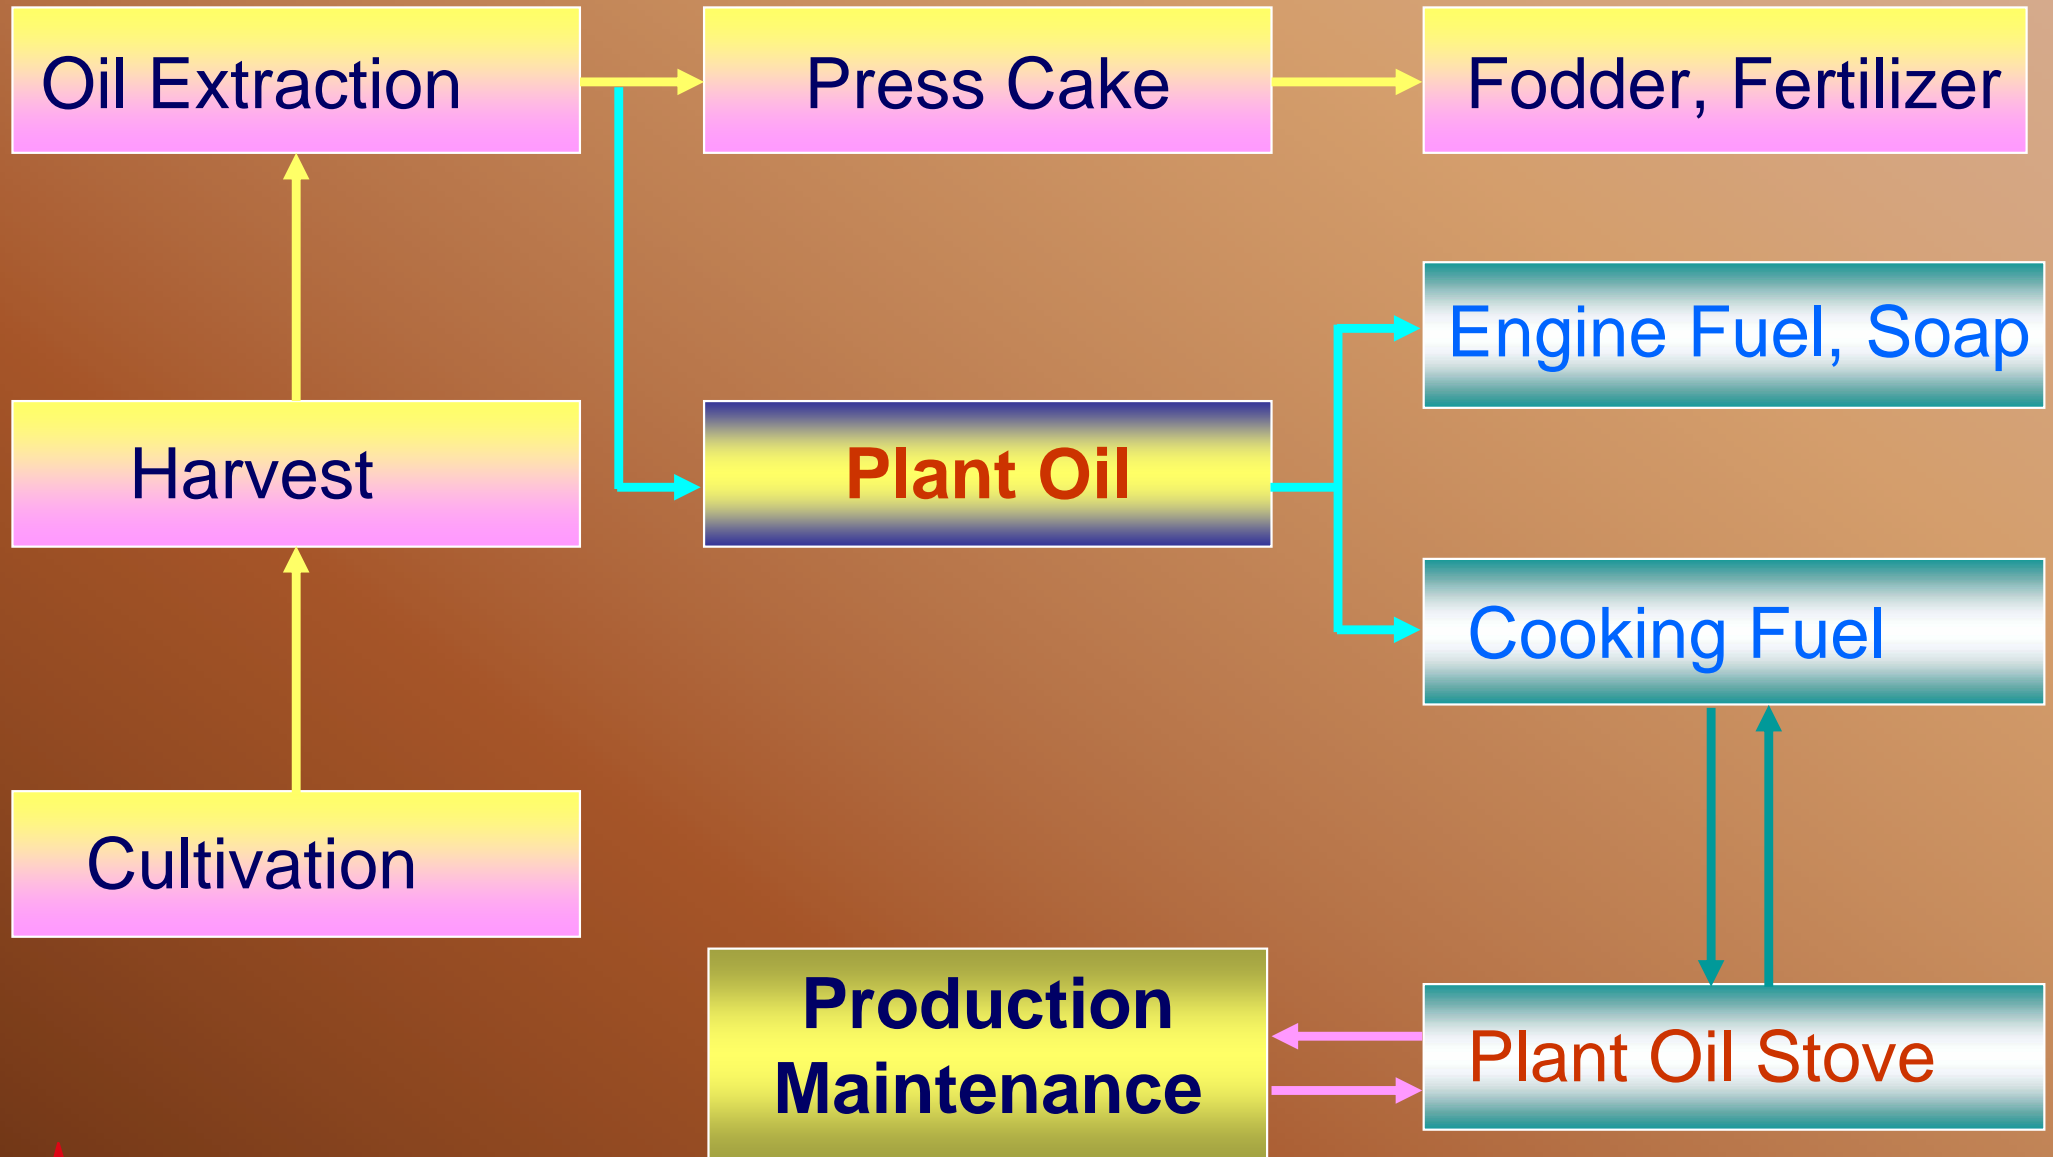 Oil Extraction
Press Cake
Fodder, Fertilizer
Engine Fuel, Soap
Harvest
Plant Oil
Cooking Fuel
Cultivation
Production
Maintenance
Plant Oil Stove